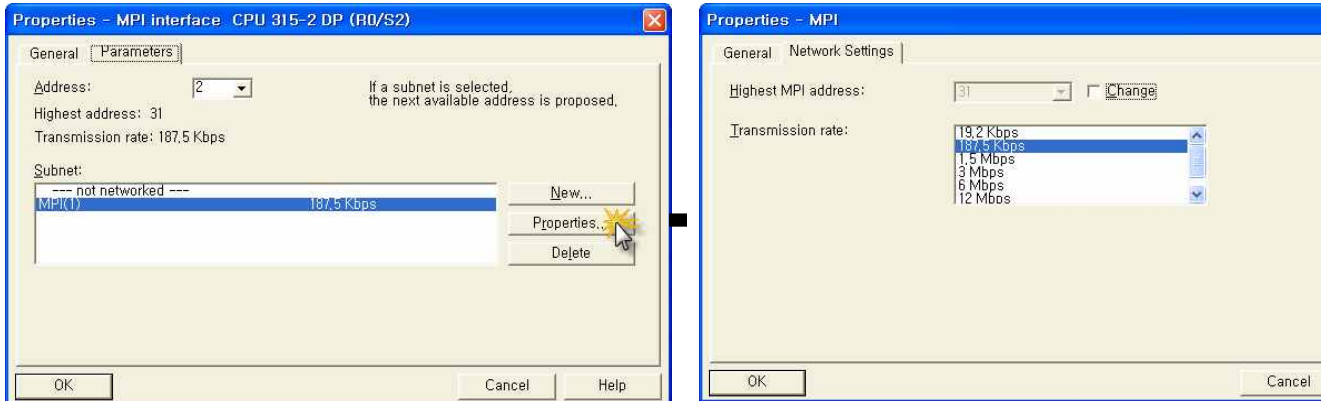 Properties - MPI interface  CPU 315-2 DP (R0/S2)
General
Parameters
Address:
2
If a subnet is selected,
the next available address is proposed,
Highest address: 31
Transmission rate: 187,5 Kbps
Subnet:
--- not networked ---
MPI(1)
187,5 Kbps
New...
Properties..
Delete
OK
Cancel
Help
Properties - MPI
General
Network Settings
Highest MPI address:
31
Change
Transmission rate:
19,2 Kbps
187,5 Kbps
1,5 Mbps
3 Mbps
6 Mbps
12 Mbps
OK
Cancel